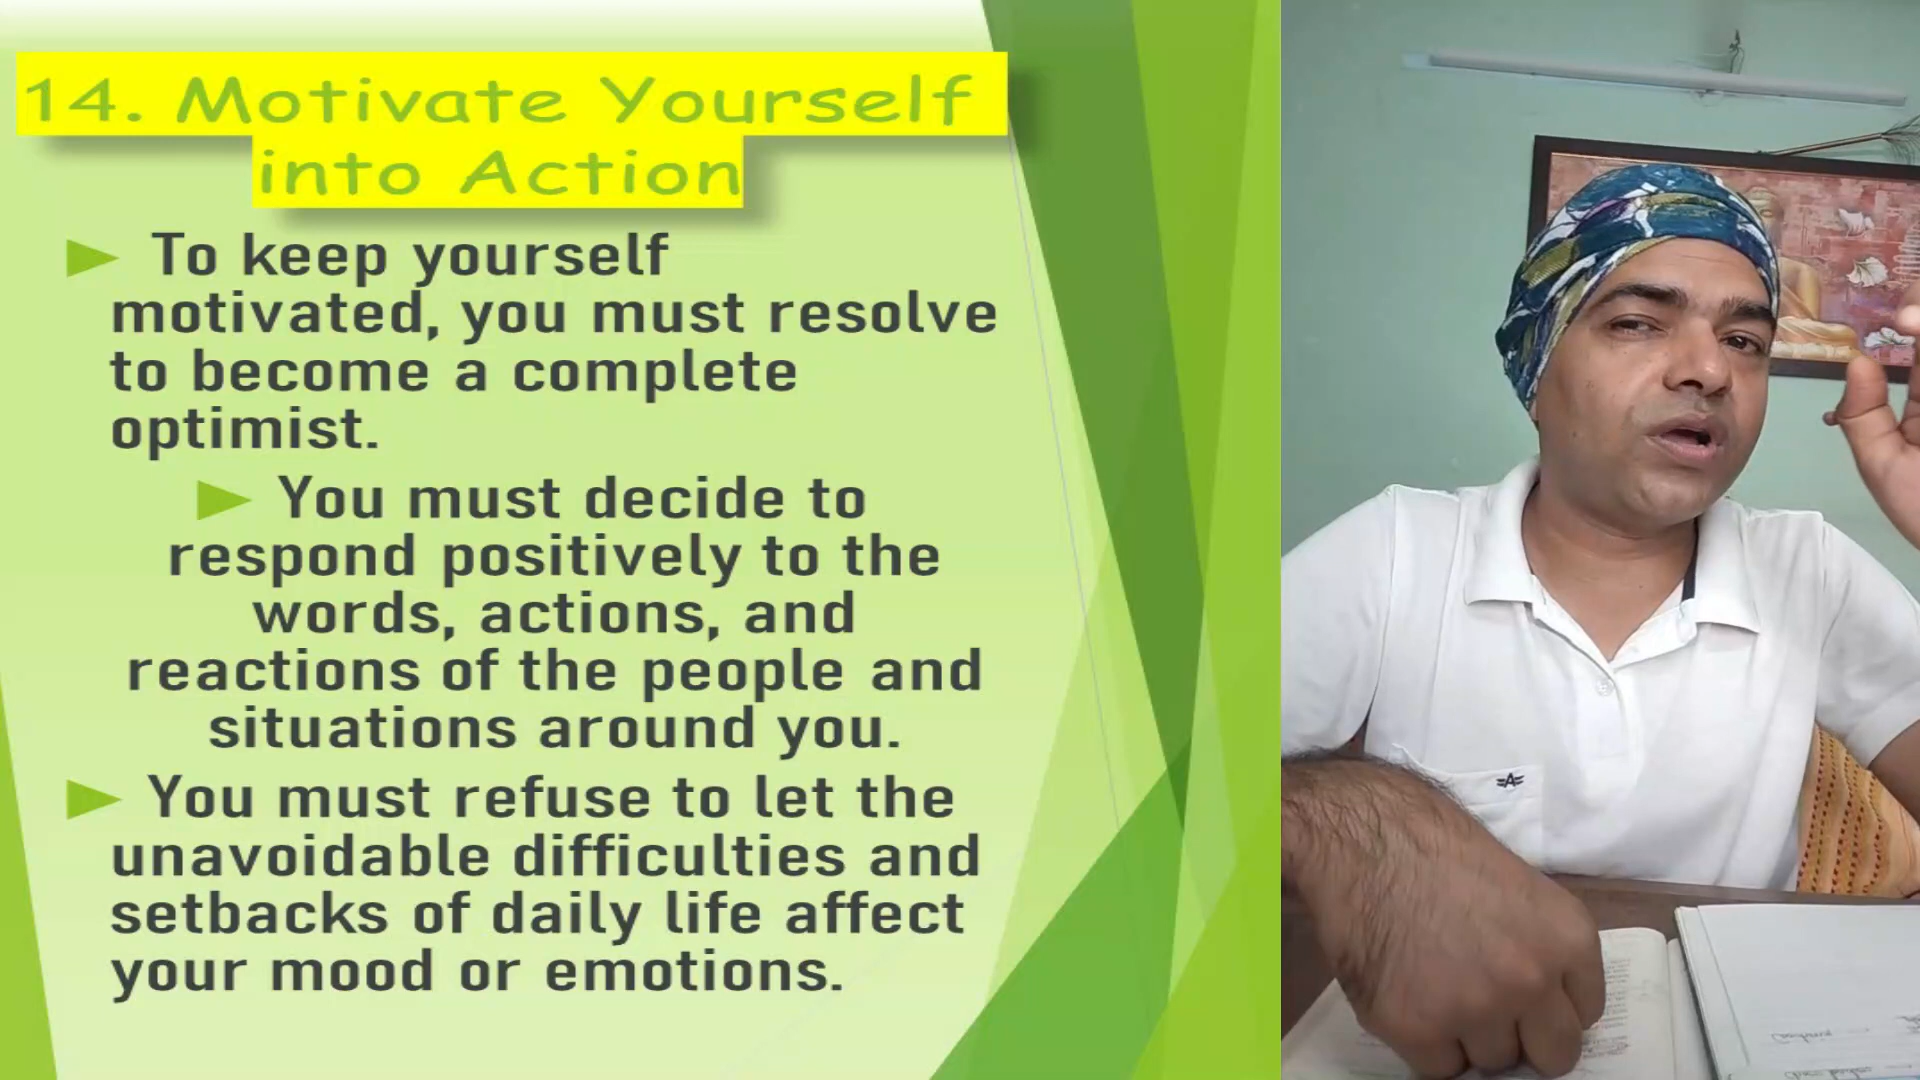 14. Motivate Yourself
into Action
► To keep yourself
motivated, you must resolve
to become a complete
optimist.
► You must decide to
respond positively to the
words, actions, and
reactions of the people and
situations around you.
► You must refuse to let the
unavoidable difficulties and
setbacks of daily life affect
your mood or emotions.